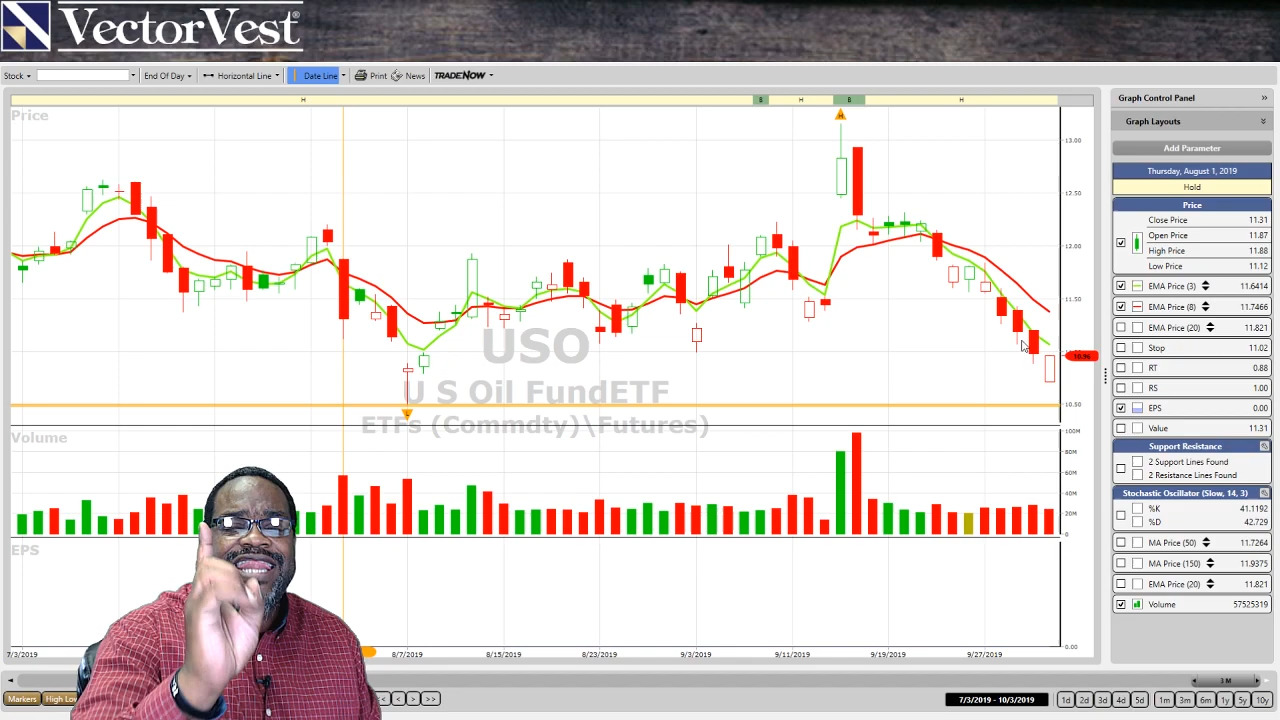 VectorVest®
Stock
End Of Day
Horizontal Line
Date Line
Print
News
TRADENOW
H B H B H
Price
H
13.00
12.50
12.00
11.50
10.96
10.50
USO
U S Oil FundETF
ETFs (Commdty)\Futures)
L
Volume
100M
80M
60M
40M
20M
0
EPS
0.00
7/3/2019 8/7/2019 8/15/2019 8/23/2019 9/3/2019 9/11/2019 9/19/2019 9/27/2019
3 M
Markers
High Low
< > >>
7/3/2019 - 10/3/2019
1d 2d 3d 4d 5d 1m 3m 6m 1y 5y 10y
Graph Control Panel
Graph Layouts
Add Parameter
Thursday, August 1, 2019
Hold
Price
Close Price 11.31
Open Price 11.87
High Price 11.88
Low Price 11.12
EMA Price (3) 11.6414
EMA Price (8) 11.7466
EMA Price (20) 11.821
Stop 11.02
RT 0.88
RS 1.00
EPS 0.00
Value 11.31
Support Resistance
2 Support Lines Found
2 Resistance Lines Found
Stochastic Oscillator (Slow, 14, 3)
%K 41.1192
%D 42.729
MA Price (50) 11.7264
MA Price (150) 11.9375
EMA Price (20) 11.821
Volume 57525319